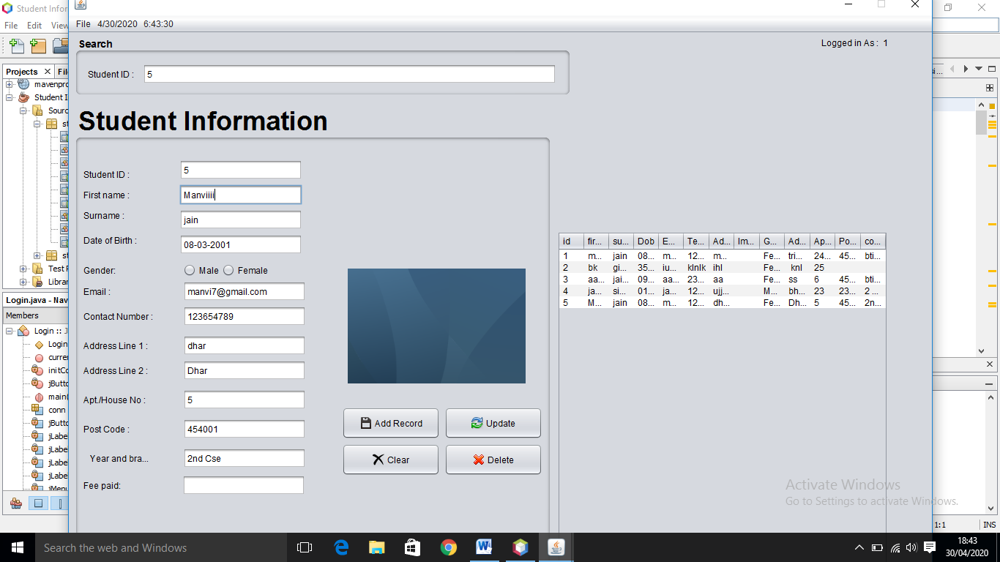 Student Infor
File Edit View
File 4/30/2020 6:43:30
Search
Logged in As : 1
Student ID : 5
Student Information
Student ID : 5
First name : Manviiii
Surname : jain
Date of Birth : 08-03-2001
Gender: Male Female
Email : manvi7@gmail.com
Contact Number : 123654789
Address Line 1 : dhar
Address Line 2 : Dhar
Apt./House No : 5
Post Code : 454001
Year and bra... 2nd Cse
Fee paid:
Add Record Update
Clear Delete
id fir... su... Dob E... Te... Ad... Im... G... Ad... Ap... Po... co...
1 m... jain 08... m... 12... m... Fe... tri... 24... 45... bti...
2 bk gi... 35... iu... klnlk ihl Fe... knl 25
3 aa... jai... 09... aa... 23... aa Fe... ss 6 45... bti...
4 ja... si... 01... ja... 12... ujj... M... bh... 23 23... 2 ...
5 M... jain 08... m... 12... dh... Fe... Dh... 5 45... 2n...
Projects Fil
mavenpro
Student I
Sourc
st
st
Test P
Librar
Login.java - Nav
Members
Login :: J
Login
curre
initCo
jButto
main(
conn
jButto
jLabel
jLabel
jLabel
jLabel
jMenu
si...
Activate Windows
Go to Settings to activate Windows.
1:1 INS
Search the web and Windows
18:43
30/04/2020